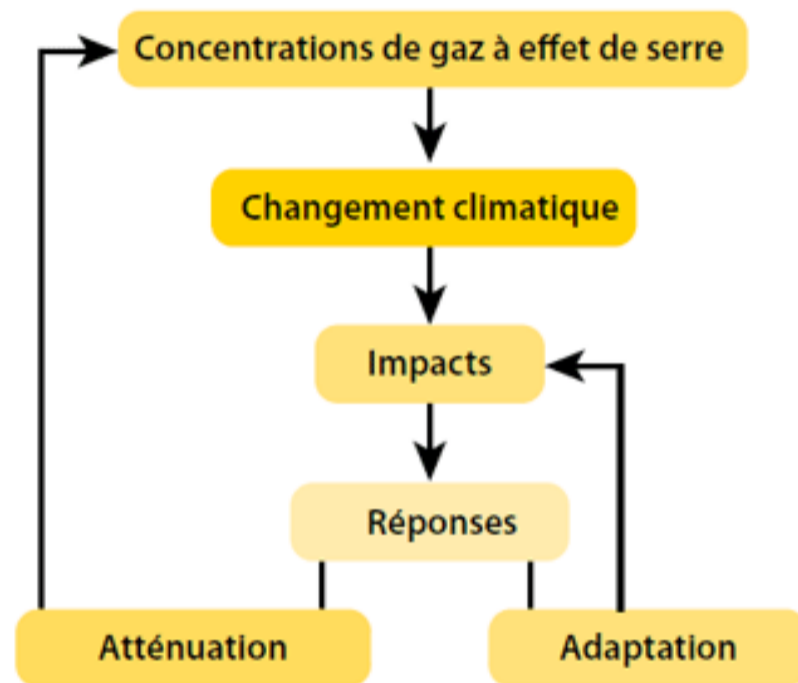 Concentrations de gaz à effet de serre
Changement climatique
Impacts
Réponses
Atténuation
Adaptation